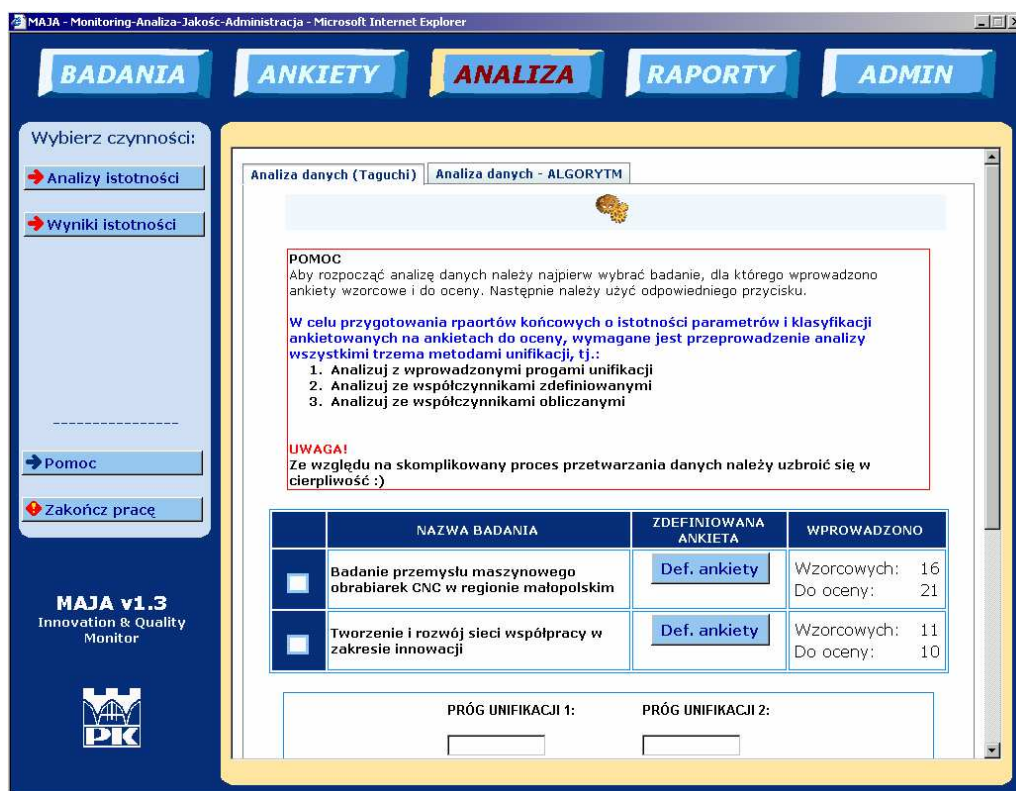 MAJA - Monitoring-Analiza-Jakośc-Administracja - Microsoft Internet Explorer
BADANIA
ANKIETY
ANALIZA
RAPORTY
ADMIN
Wybierz czynności:
Analizy istotności
Wyniki istotności
----------------
Pomoc
Zakończ pracę
MAJA v1.3
Innovation & Quality
Monitor
PK
Analiza danych (Taguchi)
Analiza danych - ALGORYTM
POMOC
Aby rozpocząć analizę danych należy najpierw wybrać badanie, dla którego wprowadzono
ankiety wzorcowe i do oceny. Następnie należy użyć odpowiedniego przycisku.
W celu przygotowania rpaortów końcowych o istotności parametrów i klasyfikacji
ankietowanych na ankietach do oceny, wymagane jest przeprowadzenie analizy
wszystkimi trzema metodami unifikacji, tj.:
1. Analizuj z wprowadzonymi progami unifikacji
2. Analizuj ze współczynnikami zdefiniowanymi
3. Analizuj ze współczynnikami obliczanymi
UWAGA!
Ze względu na skomplikowany proces przetwarzania danych należy uzbroić się w
cierpliwość :)
NAZWA BADANIA
ZDEFINIOWANA
ANKIETA
WPROWADZONO
Badanie przemysłu maszynowego
obrabiarek CNC w regionie małopolskim
Def. ankiety
Wzorcowych: 16
Do oceny: 21
Tworzenie i rozwój sieci współpracy w
zakresie innowacji
Def. ankiety
Wzorcowych: 11
Do oceny: 10
PRÓG UNIFIKACJI 1: PRÓG UNIFIKACJI 2: